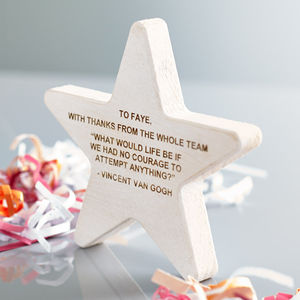 TO FAYE,
WITH THANKS FROM THE WHOLE TEAM
"WHAT WOULD LIFE BE IF
WE HAD NO COURAGE TO
ATTEMPT ANYTHING?"
- VINCENT VAN GOGH